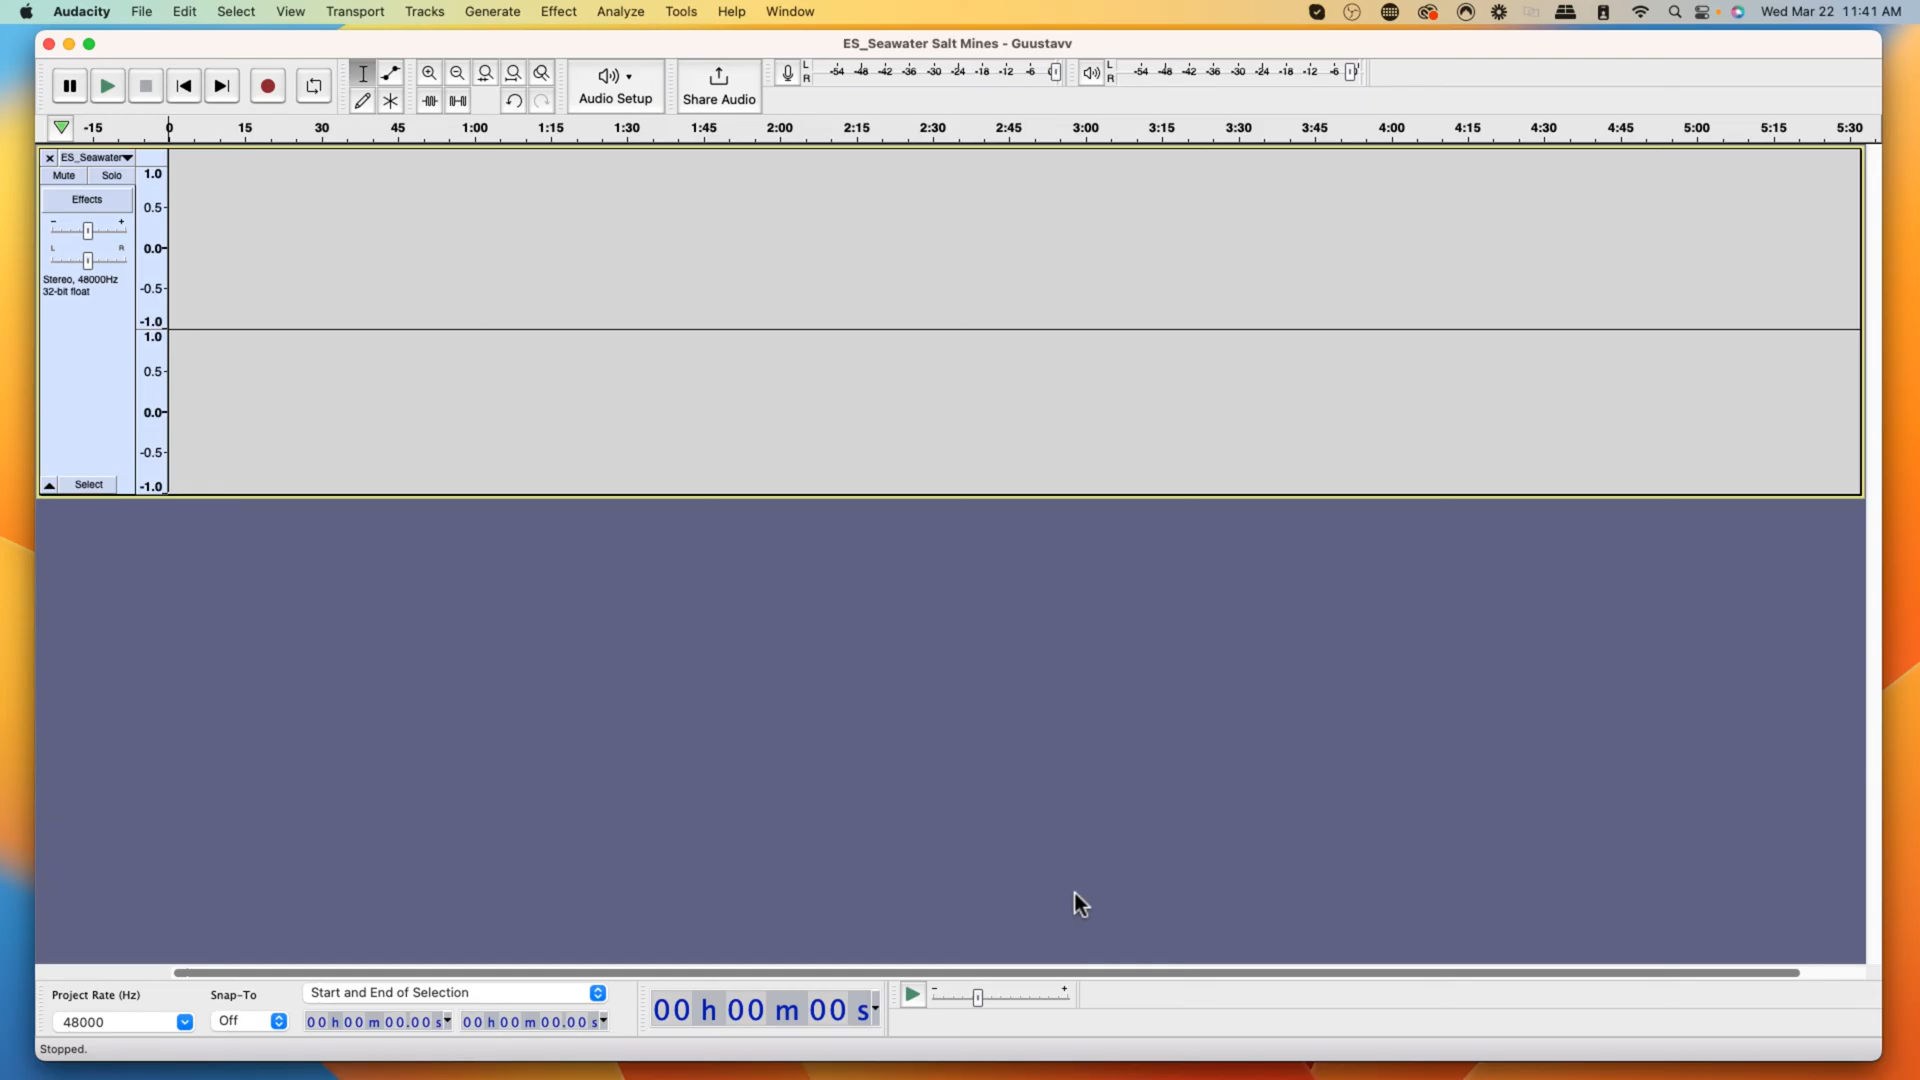 Audacity File Edit Select View Transport Tracks Generate Effect Analyze Tools Help Window Wed Mar 22 11:41 AM
ES_Seawater Salt Mines - Guustavv
Audio Setup
Share Audio
L
R
-54 -48 -42 -36 -30 -24 -18 -12 -6 0
L
R
-54 -48 -42 -36 -30 -24 -18 -12 -6 0
-15 0 15 30 45 1:00 1:15 1:30 1:45 2:00 2:15 2:30 2:45 3:00 3:15 3:30 3:45 4:00 4:15 4:30 4:45 5:00 5:15 5:30
ES_Seawater
Mute Solo
Effects
- +
L R
Stereo, 48000Hz
32-bit float
Select
1.0
0.5
0.0
-0.5
-1.0
1.0
0.5
0.0
-0.5
-1.0
Project Rate (Hz)
48000
Snap-To
Off
Start and End of Selection
00 h 00 m 00.00 s 00 h 00 m 00.00 s
00 h 00 m 00 s
- +
Stopped.